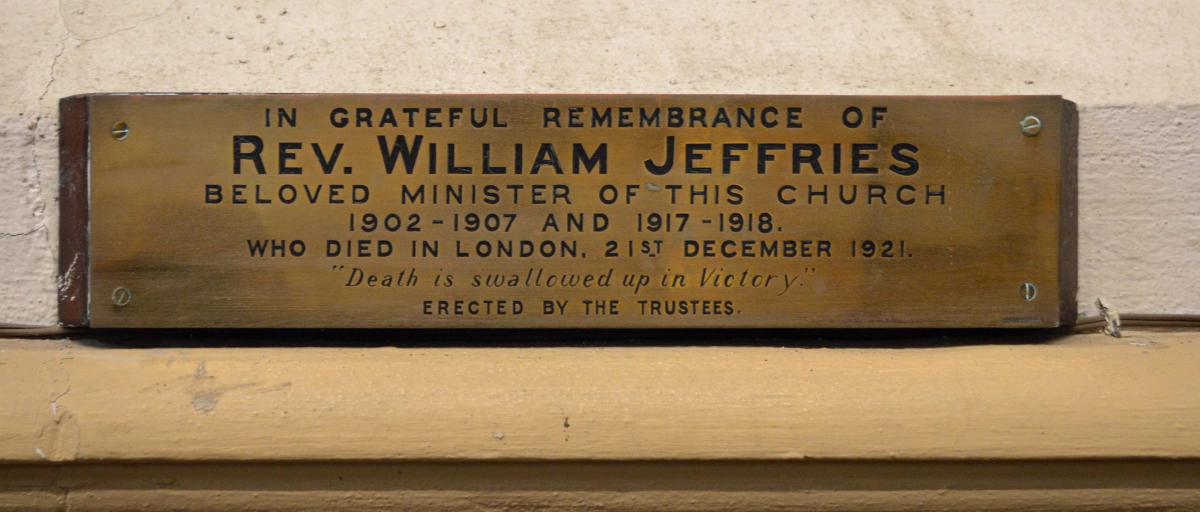 IN GRATEFUL REMEMBRANCE OF
REV. WILLIAM JEFFRIES
BELOVED MINISTER OF THIS CHURCH
1902-1907 AND 1917-1918.
WHO DIED IN LONDON, 21ST DECEMBER 1921.
"Death is swallowed up in Victory."
ERECTED BY THE TRUSTEES.